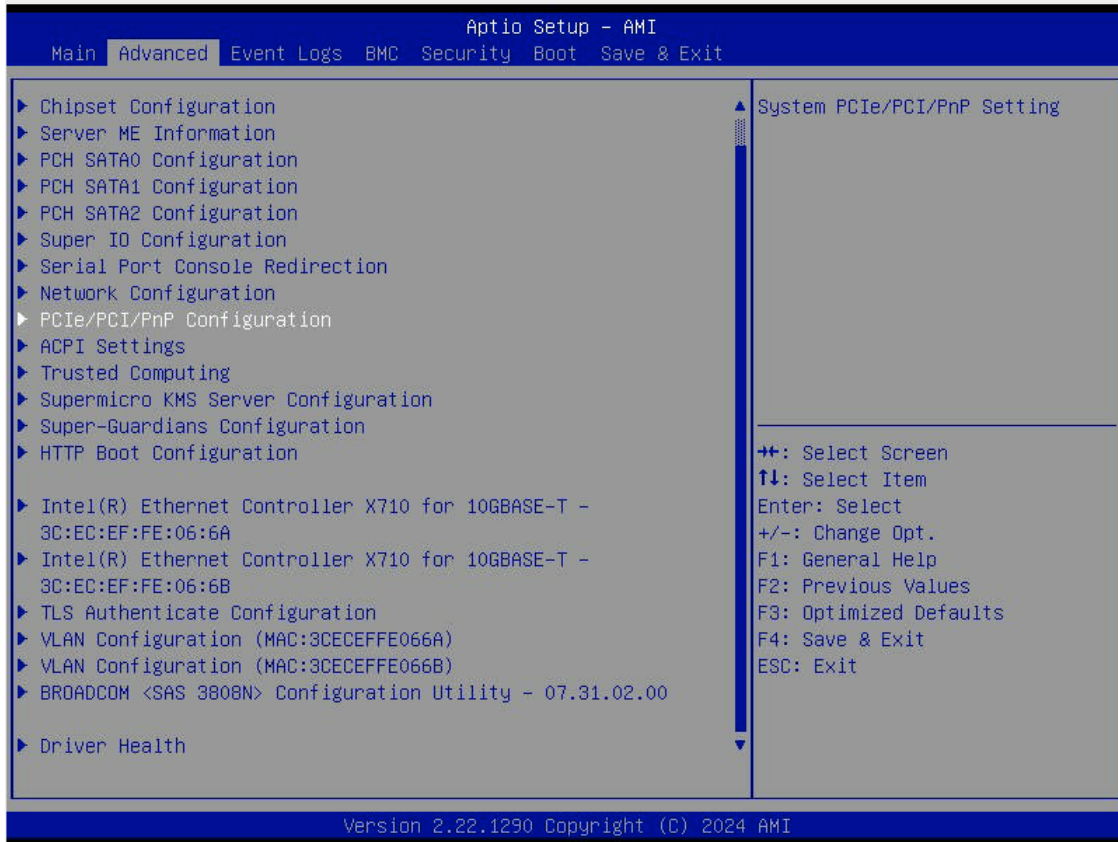 Aptio Setup - AMI
Main Advanced Event Logs BMC Security Boot Save & Exit
Chipset Configuration
Server ME Information
PCH SATA0 Configuration
PCH SATA1 Configuration
PCH SATA2 Configuration
Super IO Configuration
Serial Port Console Redirection
Network Configuration
PCIe/PCI/PnP Configuration
ACPI Settings
Trusted Computing
Supermicro KMS Server Configuration
Super-Guardians Configuration
HTTP Boot Configuration
Intel(R) Ethernet Controller X710 for 10GBASE-T -
3C:EC:EF:FE:06:6A
Intel(R) Ethernet Controller X710 for 10GBASE-T -
3C:EC:EF:FE:06:6B
TLS Authenticate Configuration
VLAN Configuration (MAC:3CECEFFE066A)
VLAN Configuration (MAC:3CECEFFE066B)
BROADCOM <SAS 3808N> Configuration Utility - 07.31.02.00
Driver Health
System PCIe/PCI/PnP Setting
→←: Select Screen
↑↓: Select Item
Enter: Select
+/-: Change Opt.
F1: General Help
F2: Previous Values
F3: Optimized Defaults
F4: Save & Exit
ESC: Exit
Version 2.22.1290 Copyright (C) 2024 AMI